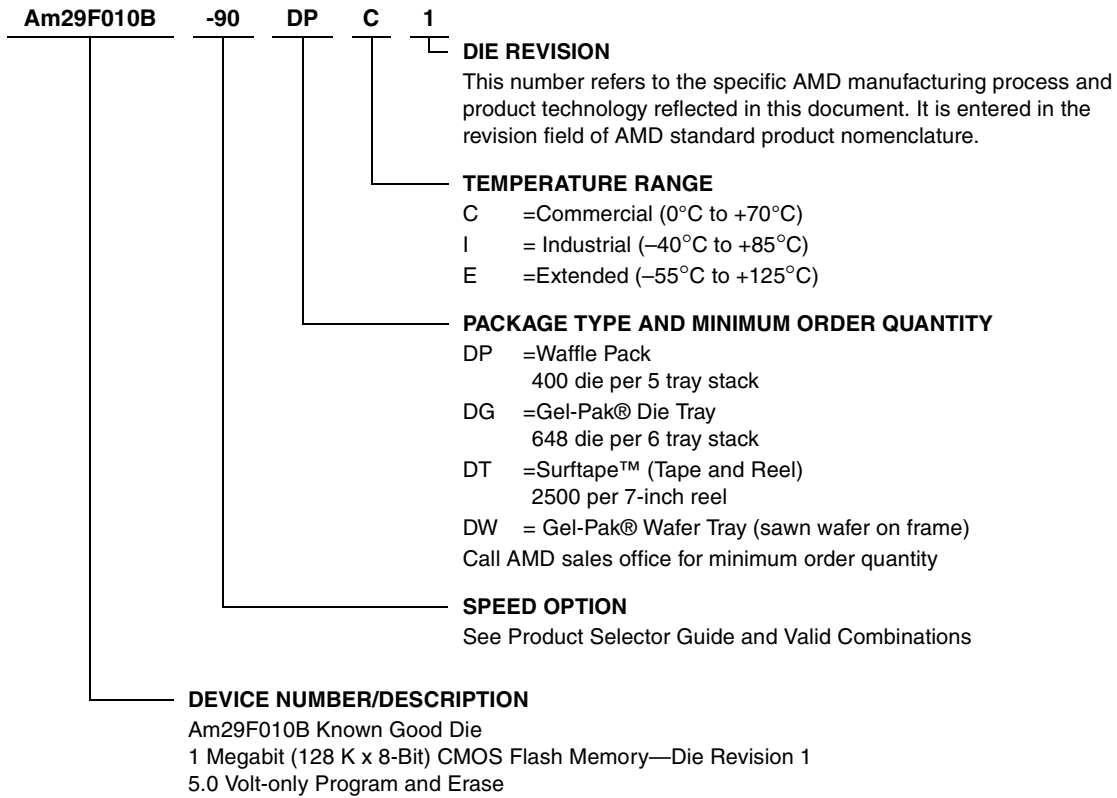 Am29F010B -90 DP C 1
DIE REVISION
This number refers to the specific AMD manufacturing process and
product technology reflected in this document. It is entered in the
revision field of AMD standard product nomenclature.
TEMPERATURE RANGE
C =Commercial (0°C to +70°C)
I = Industrial (–40°C to +85°C)
E =Extended (–55°C to +125°C)
PACKAGE TYPE AND MINIMUM ORDER QUANTITY
DP =Waffle Pack
400 die per 5 tray stack
DG =Gel-Pak® Die Tray
648 die per 6 tray stack
DT =Surftape™ (Tape and Reel)
2500 per 7-inch reel
DW = Gel-Pak® Wafer Tray (sawn wafer on frame)
Call AMD sales office for minimum order quantity
SPEED OPTION
See Product Selector Guide and Valid Combinations
DEVICE NUMBER/DESCRIPTION
Am29F010B Known Good Die
1 Megabit (128 K x 8-Bit) CMOS Flash Memory—Die Revision 1
5.0 Volt-only Program and Erase